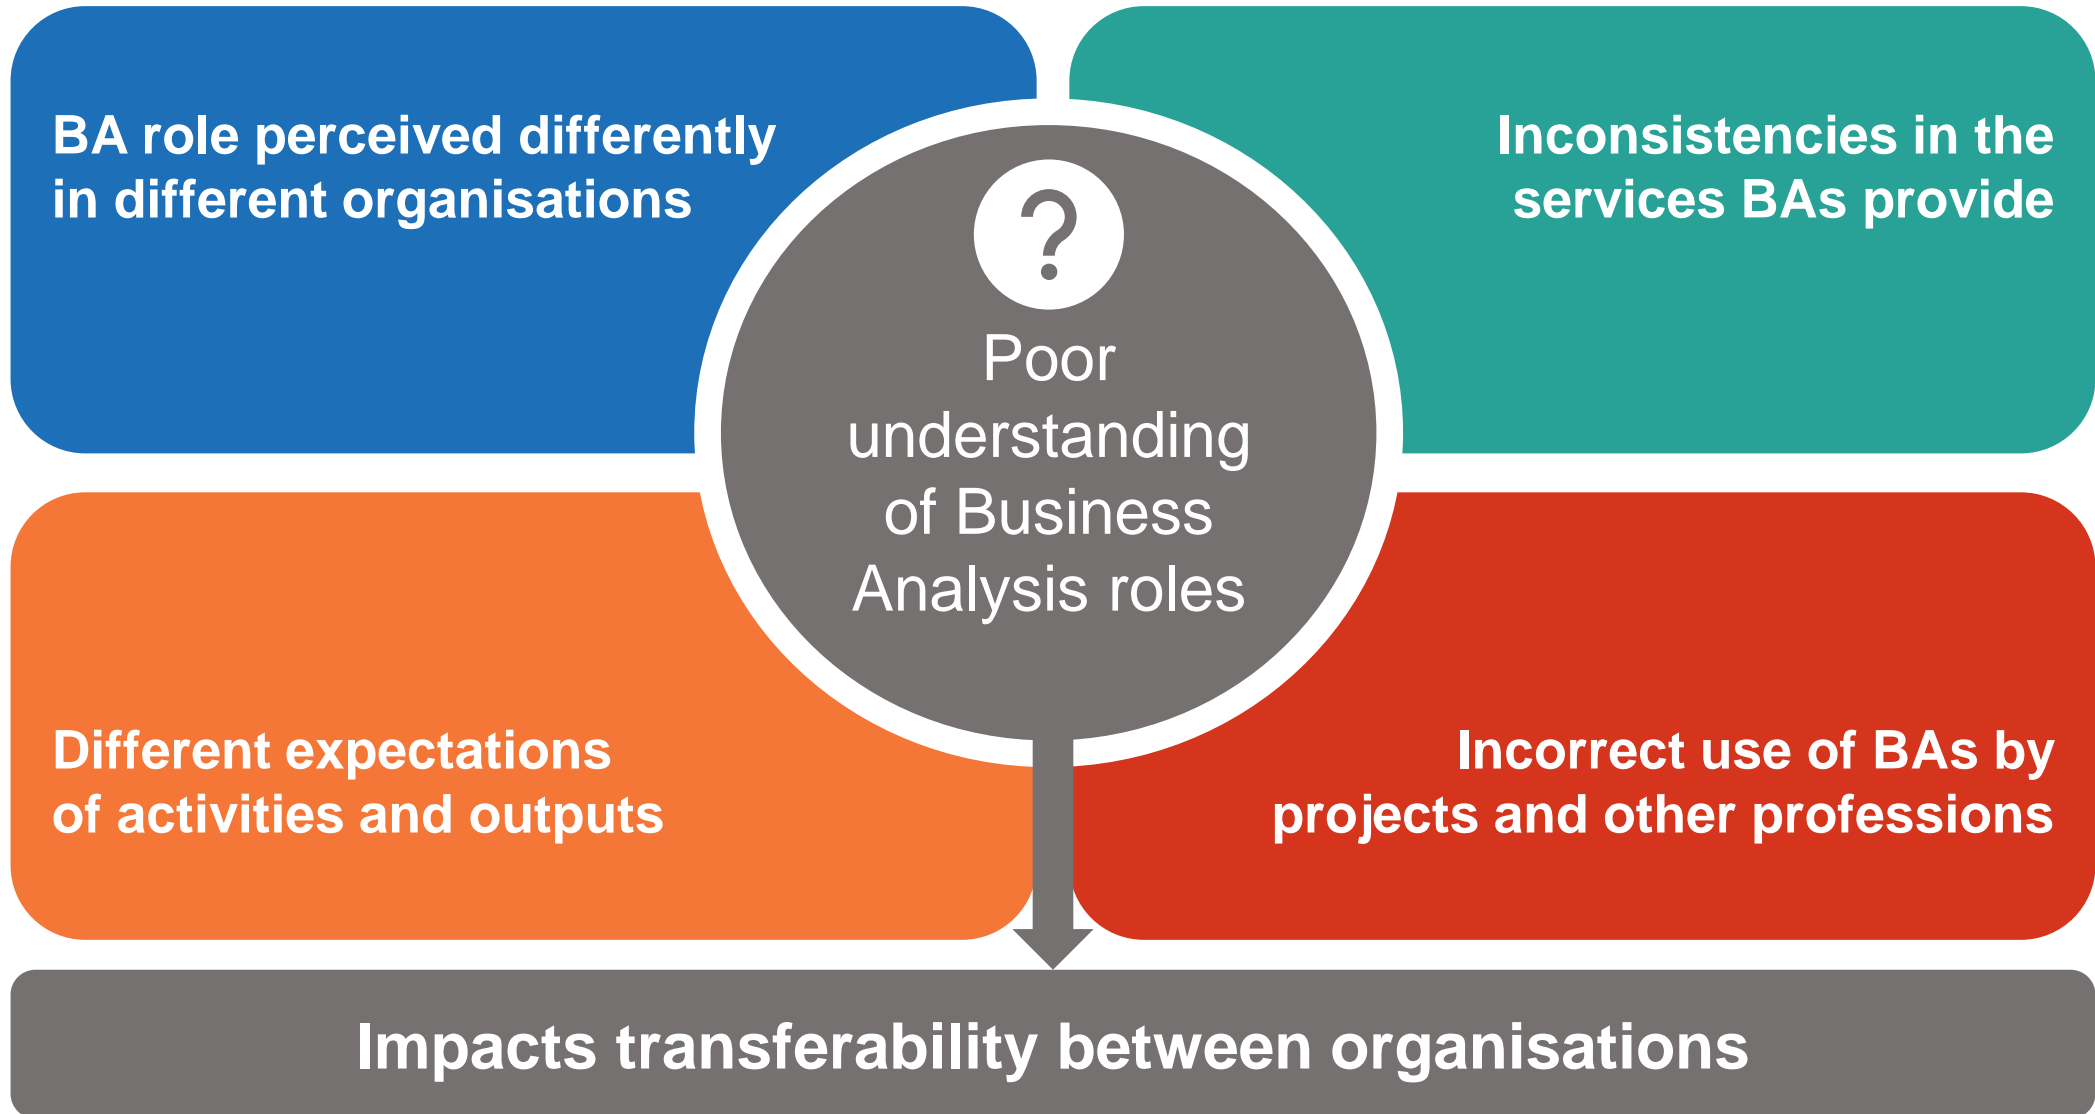 BA role perceived differently
in different organisations
Inconsistencies in the
services BAs provide
?
Poor
understanding
of Business
Analysis roles
Different expectations
of activities and outputs
Incorrect use of BAs by
projects and other professions
Impacts transferability between organisations